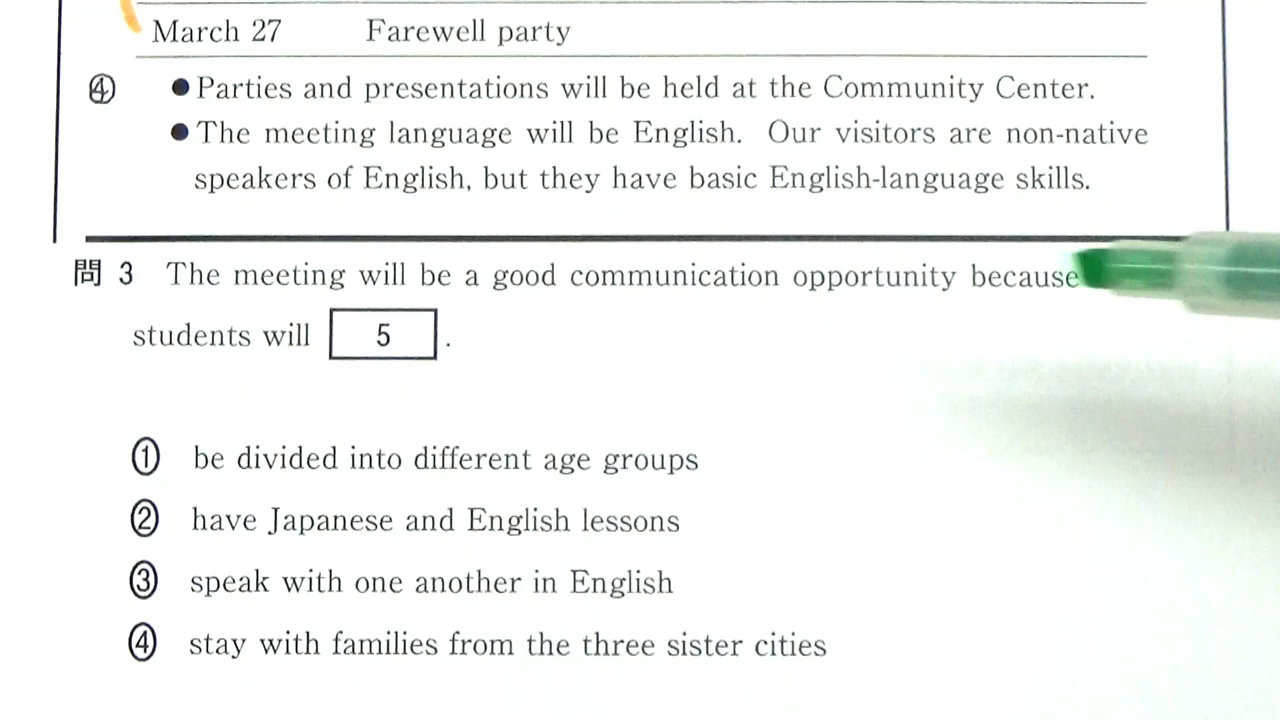 March 27 Farewell party
④ ●Parties and presentations will be held at the Community Center.
●The meeting language will be English. Our visitors are non-native
speakers of English, but they have basic English-language skills.
問 3 The meeting will be a good communication opportunity because
students will 5 .
① be divided into different age groups
② have Japanese and English lessons
③ speak with one another in English
④ stay with families from the three sister cities